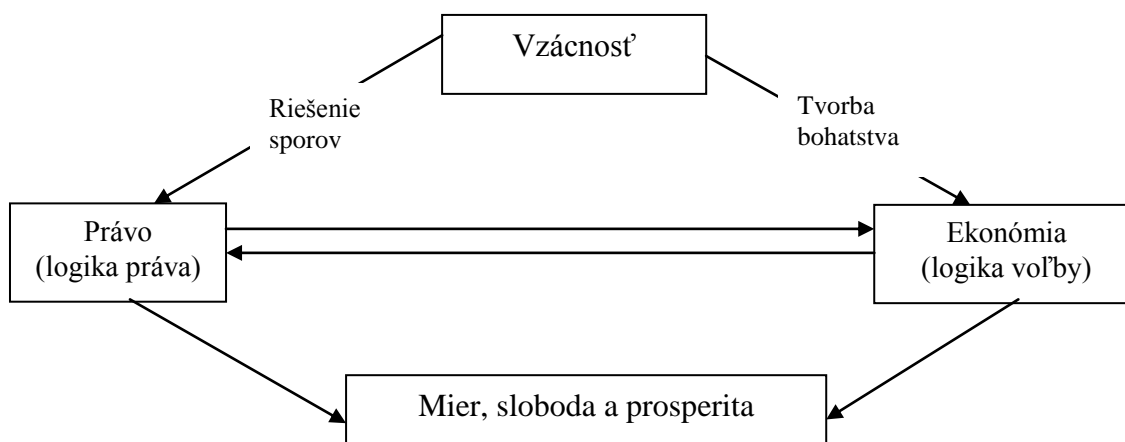 Vzácnosť
Riešenie
sporov
Tvorba
bohatstva
Právo
(logika práva)
Ekonómia
(logika voľby)
Mier, sloboda a prosperita